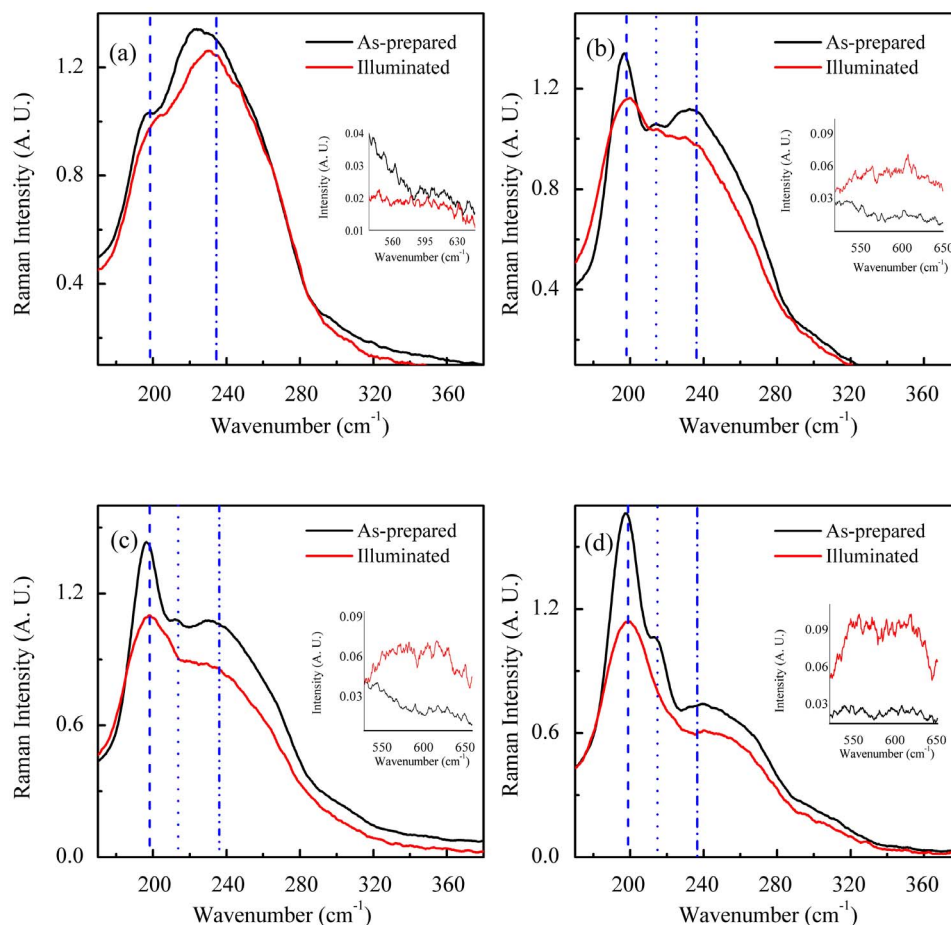 (a)
As-prepared
Illuminated
Raman Intensity (A. U.)
1.2
0.8
0.4
200 240 280 320 360
Wavenumber (cm⁻¹)
Intensity (A. U.)
0.04
0.03
0.02
0.01
560 595 630
Wavenumber (cm⁻¹)
(b)
As-prepared
Illuminated
Raman Intensity (A. U.)
1.2
0.8
0.4
200 240 280 320 360
Wavenumber (cm⁻¹)
Intensity (A. U.)
0.09
0.06
0.03
550 600 650
Wavenumber (cm⁻¹)
(c)
As-prepared
Illuminated
Raman Intensity (A. U.)
1.2
0.6
0.0
200 240 280 320 360
Wavenumber (cm⁻¹)
Intensity (A. U.)
0.09
0.06
0.03
550 600 650
Wavenumber (cm⁻¹)
(d)
As-prepared
Illuminated
Raman Intensity (A. U.)
1.2
0.6
0.0
200 240 280 320 360
Wavenumber (cm⁻¹)
Intensity (A. U.)
0.09
0.06
0.03
550 600 650
Wavenumber (cm⁻¹)